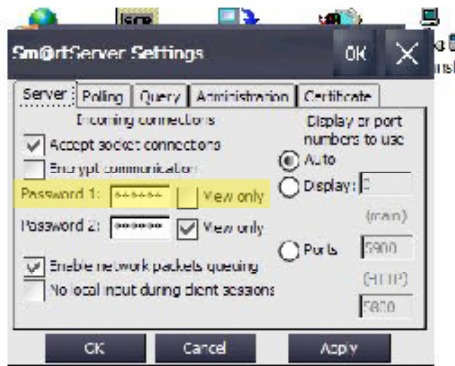 Sm@rtServer Settings OK
Server Polling Query Administration Certificate
Incoming connections
Accept socket connections
Encrypt communication
Password 1: ****** View only
Password 2: ****** View only
Enable network packets queuing
No local input during client sessions
Display or port
numbers to use
Auto
Display: 0
(main)
Ports 5900
(HTTP)
5800
OK Cancel Apply